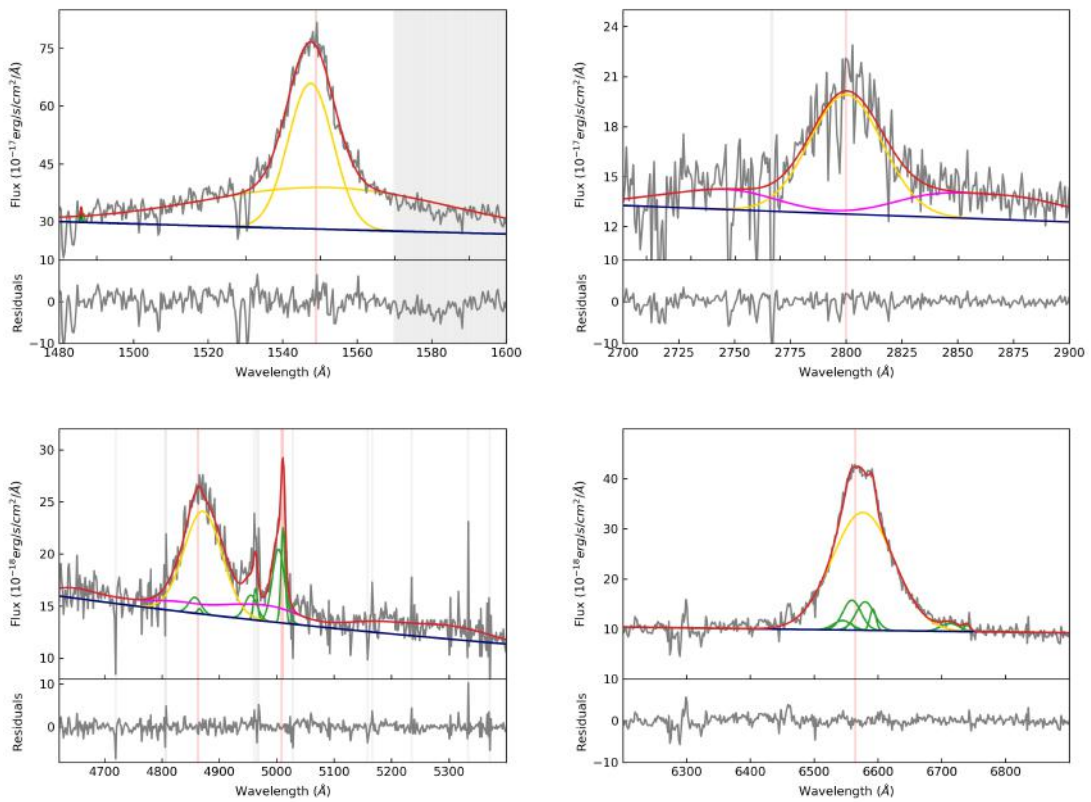 75
60
45
30
10
0
−10
Flux (10⁻¹⁷erg/s/cm²/Å)
Residuals
1480 1500 1520 1540 1560 1580 1600
Wavelength (Å)
24
21
18
15
12
10
0
−10
Flux (10⁻¹⁷erg/s/cm²/Å)
Residuals
2700 2725 2750 2775 2800 2825 2850 2875 2900
Wavelength (Å)
30
25
20
15
10
10
0
Flux (10⁻¹⁸erg/s/cm²/Å)
Residuals
4700 4800 4900 5000 5100 5200 5300
Wavelength (Å)
40
30
20
10
10
0
−10
Flux (10⁻¹⁸erg/s/cm²/Å)
Residuals
6300 6400 6500 6600 6700 6800
Wavelength (Å)